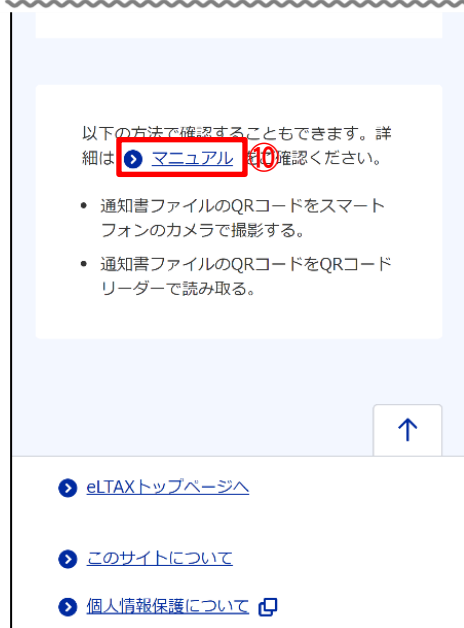 以下の方法で確認することもできます。詳
細は マニュアル ⑩ をご確認ください。
• 通知書ファイルのQRコードをスマート
フォンのカメラで撮影する。
• 通知書ファイルのQRコードをQRコード
リーダーで読み取る。
eLTAXトップページへ
このサイトについて
個人情報保護について